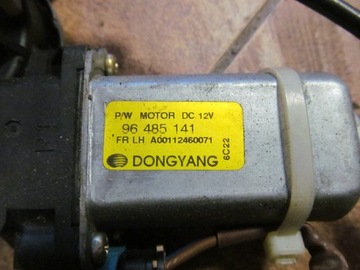 P/W MOTOR DC 12V
96 485 141
FR LH A00112460071
DONGYANG
6C22